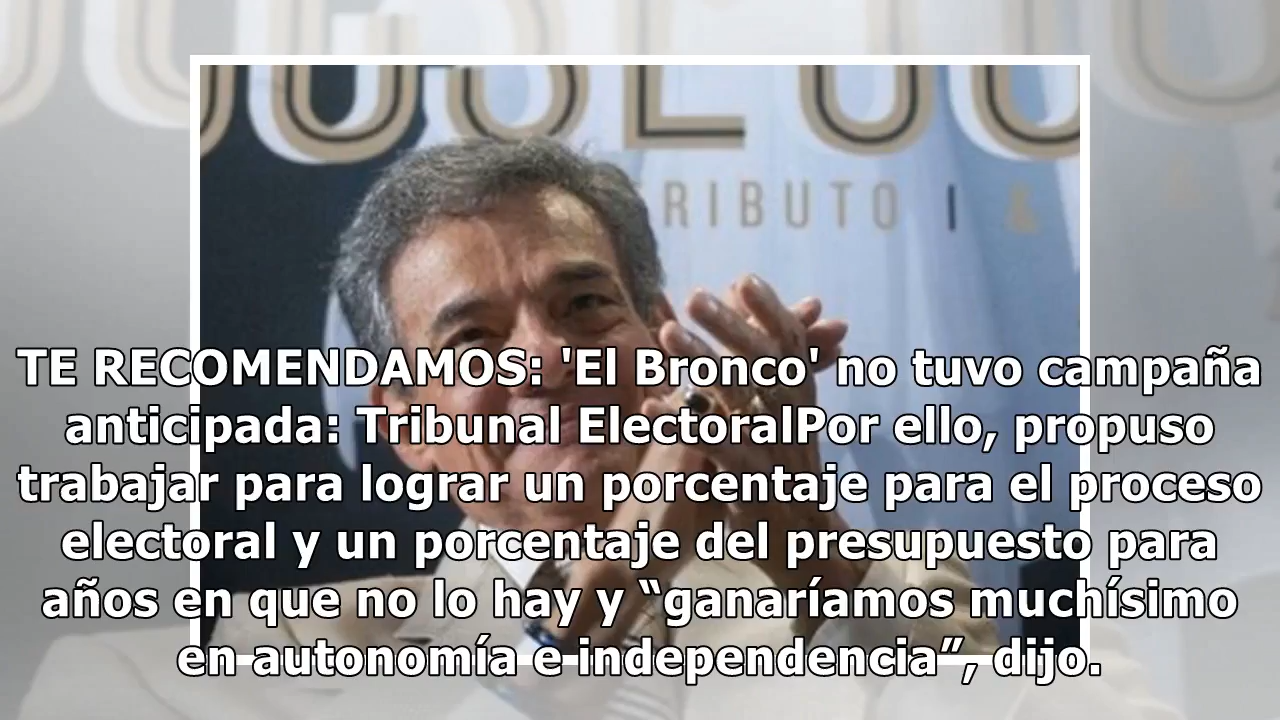 RIBUTO | &
TE RECOMENDAMOS: 'El Bronco' no tuvo campaña
anticipada: Tribunal ElectoralPor ello, propuso
trabajar para lograr un porcentaje para el proceso
electoral y un porcentaje del presupuesto para
años en que no lo hay y “ganaríamos muchísimo
en autonomía e independencia”, dijo.